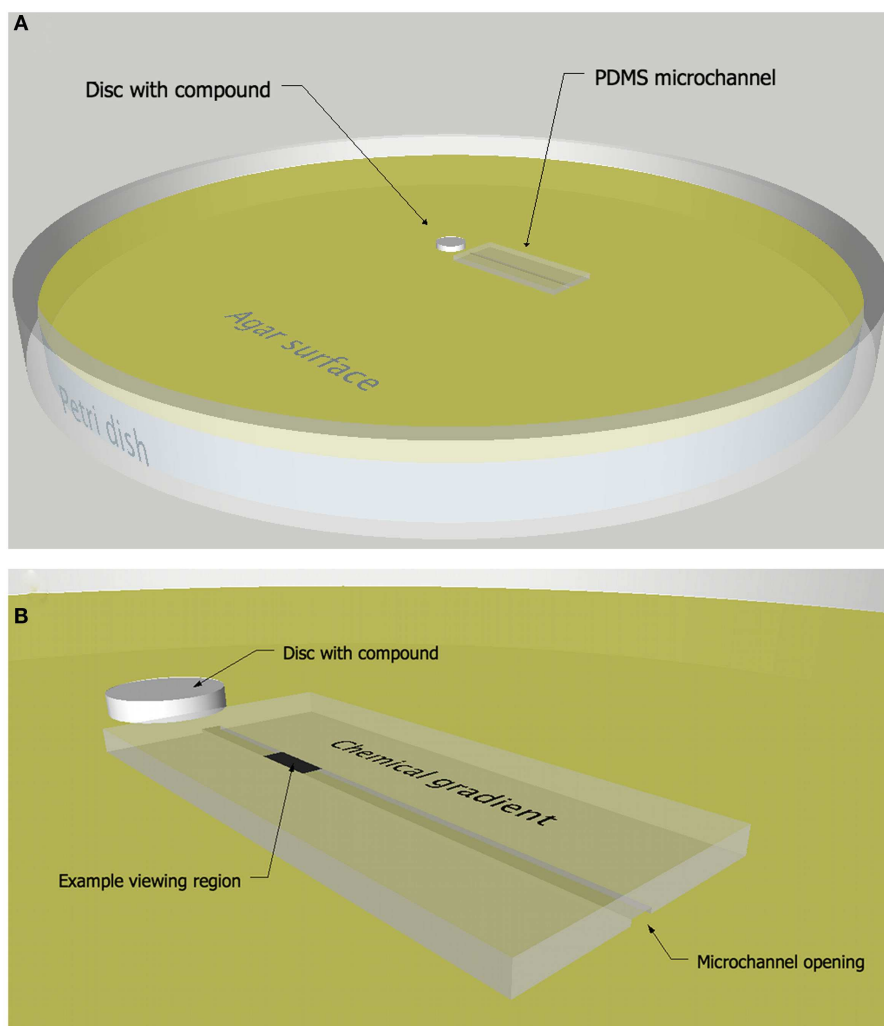 A
Disc with compound
PDMS microchannel
Agar surface
Petri dish
B
Disc with compound
Chemical gradient
Example viewing region
Microchannel opening